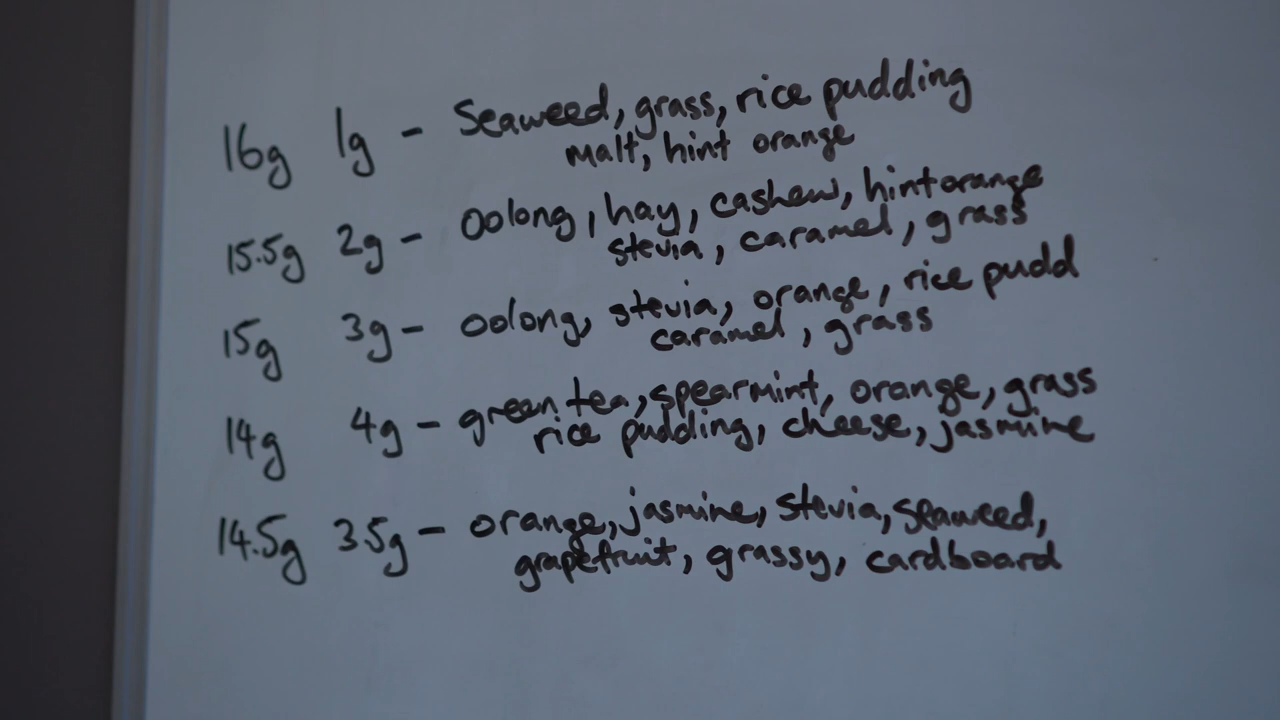 16g 1g - Seaweed, grass, rice pudding
malt, hint orange
15.5g 2g - Oolong, hay, cashew, hint orange
stevia, caramel, grass
15g 3g - Oolong, stevia, orange, rice pudd
caramel, grass
14g 4g - green tea, spearmint, orange, grass
rice pudding, cheese, jasmine
14.5g 3.5g - orange, jasmine, stevia, seaweed,
grapefruit, grassy, cardboard